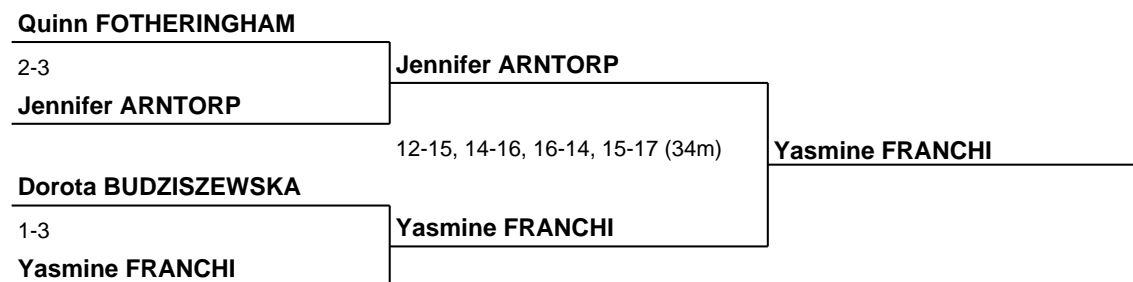 Quinn FOTHERINGHAM
2-3
Jennifer ARNTORP
Jennifer ARNTORP
12-15, 14-16, 16-14, 15-17 (34m)
Yasmine FRANCHI
Dorota BUDZISZEWSKA
1-3
Yasmine FRANCHI
Yasmine FRANCHI